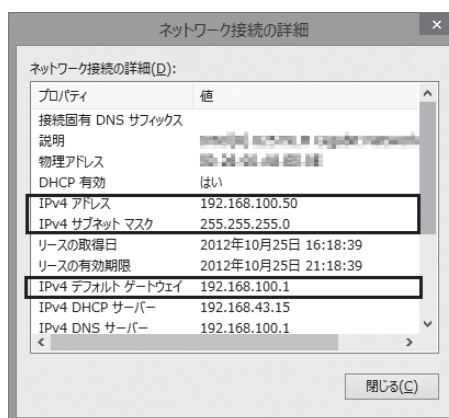 ネットワーク接続の詳細
ネットワーク接続の詳細(D):
プロパティ 値
接続固有 DNS サフィックス
説明
物理アドレス
DHCP 有効 はい
IPv4 アドレス 192.168.100.50
IPv4 サブネット マスク 255.255.255.0
リースの取得日 2012年10月25日 16:18:39
リースの有効期限 2012年10月25日 21:18:39
IPv4 デフォルト ゲートウェイ 192.168.100.1
IPv4 DHCP サーバー 192.168.43.15
IPv4 DNS サーバー 192.168.100.1
閉じる(C)